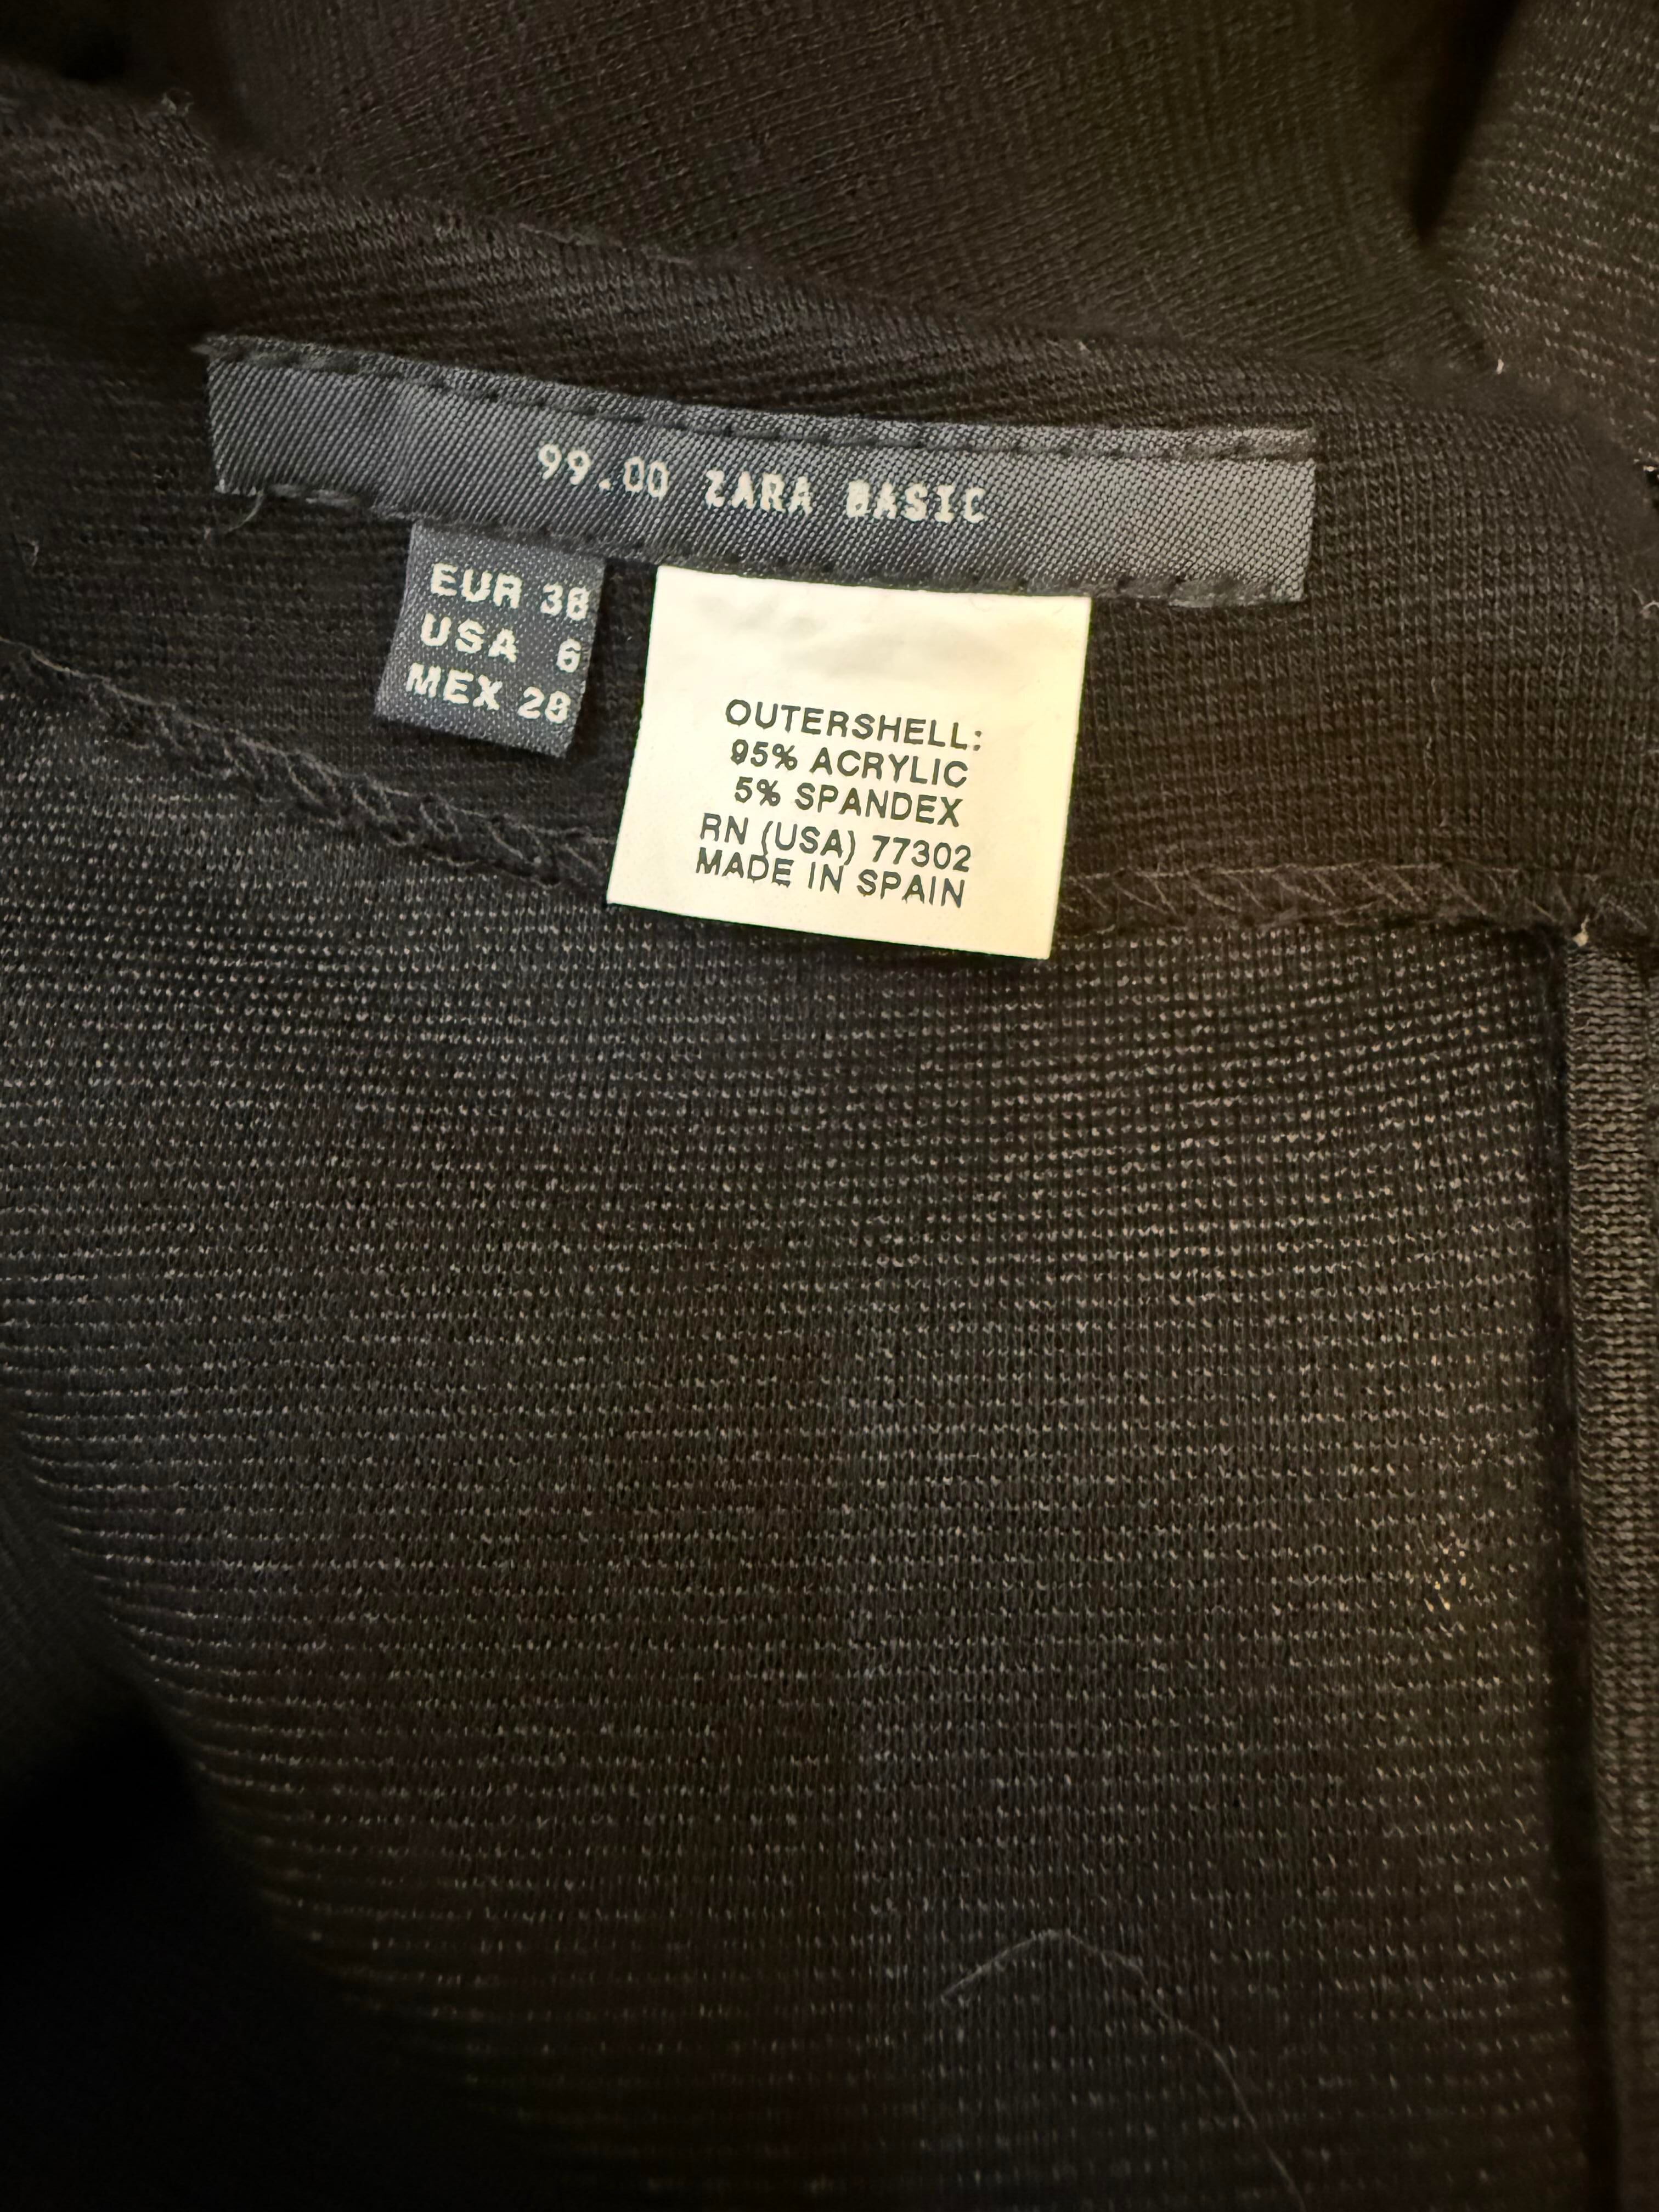 99.00 ZARA BASIC
EUR 38
USA 6
MEX 28
OUTERSHELL:
95% ACRYLIC
5% SPANDEX
RN (USA) 77302
MADE IN SPAIN